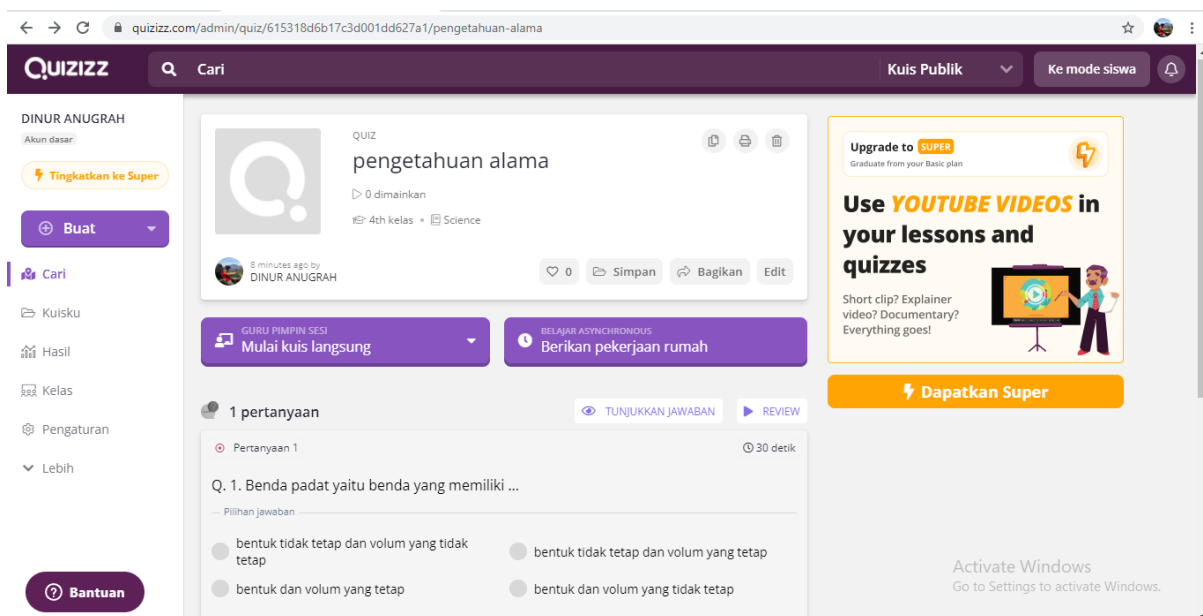 quizizz.com/admin/quiz/615318d6b17c3d001dd627a1/pengetahuan-alama
QUIZIZZ
Cari
Kuis Publik
Ke mode siswa
DINUR ANUGRAH
Akun dasar
Tingkatkan ke Super
Buat
Cari
Kuisku
Hasil
Kelas
Pengaturan
Lebih
Bantuan
QUIZ
pengetahuan alama
0 dimainkan
4th kelas • Science
8 minutes ago by
DINUR ANUGRAH
0
Simpan
Bagikan
Edit
GURU PIMPIN SESI
Mulai kuis langsung
BELAJAR ASYNCHRONOUS
Berikan pekerjaan rumah
1 pertanyaan
TUNJUKKAN JAWABAN
REVIEW
Pertanyaan 1
30 detik
Q. 1. Benda padat yaitu benda yang memiliki ...
Pilihan jawaban
bentuk tidak tetap dan volum yang tidak
tetap
bentuk tidak tetap dan volum yang tetap
bentuk dan volum yang tetap
bentuk dan volum yang tidak tetap
Upgrade to SUPER
Graduate from your Basic plan
Use YOUTUBE VIDEOS in
your lessons and
quizzes
Short clip? Explainer
video? Documentary?
Everything goes!
Dapatkan Super
Activate Windows
Go to Settings to activate Windows.